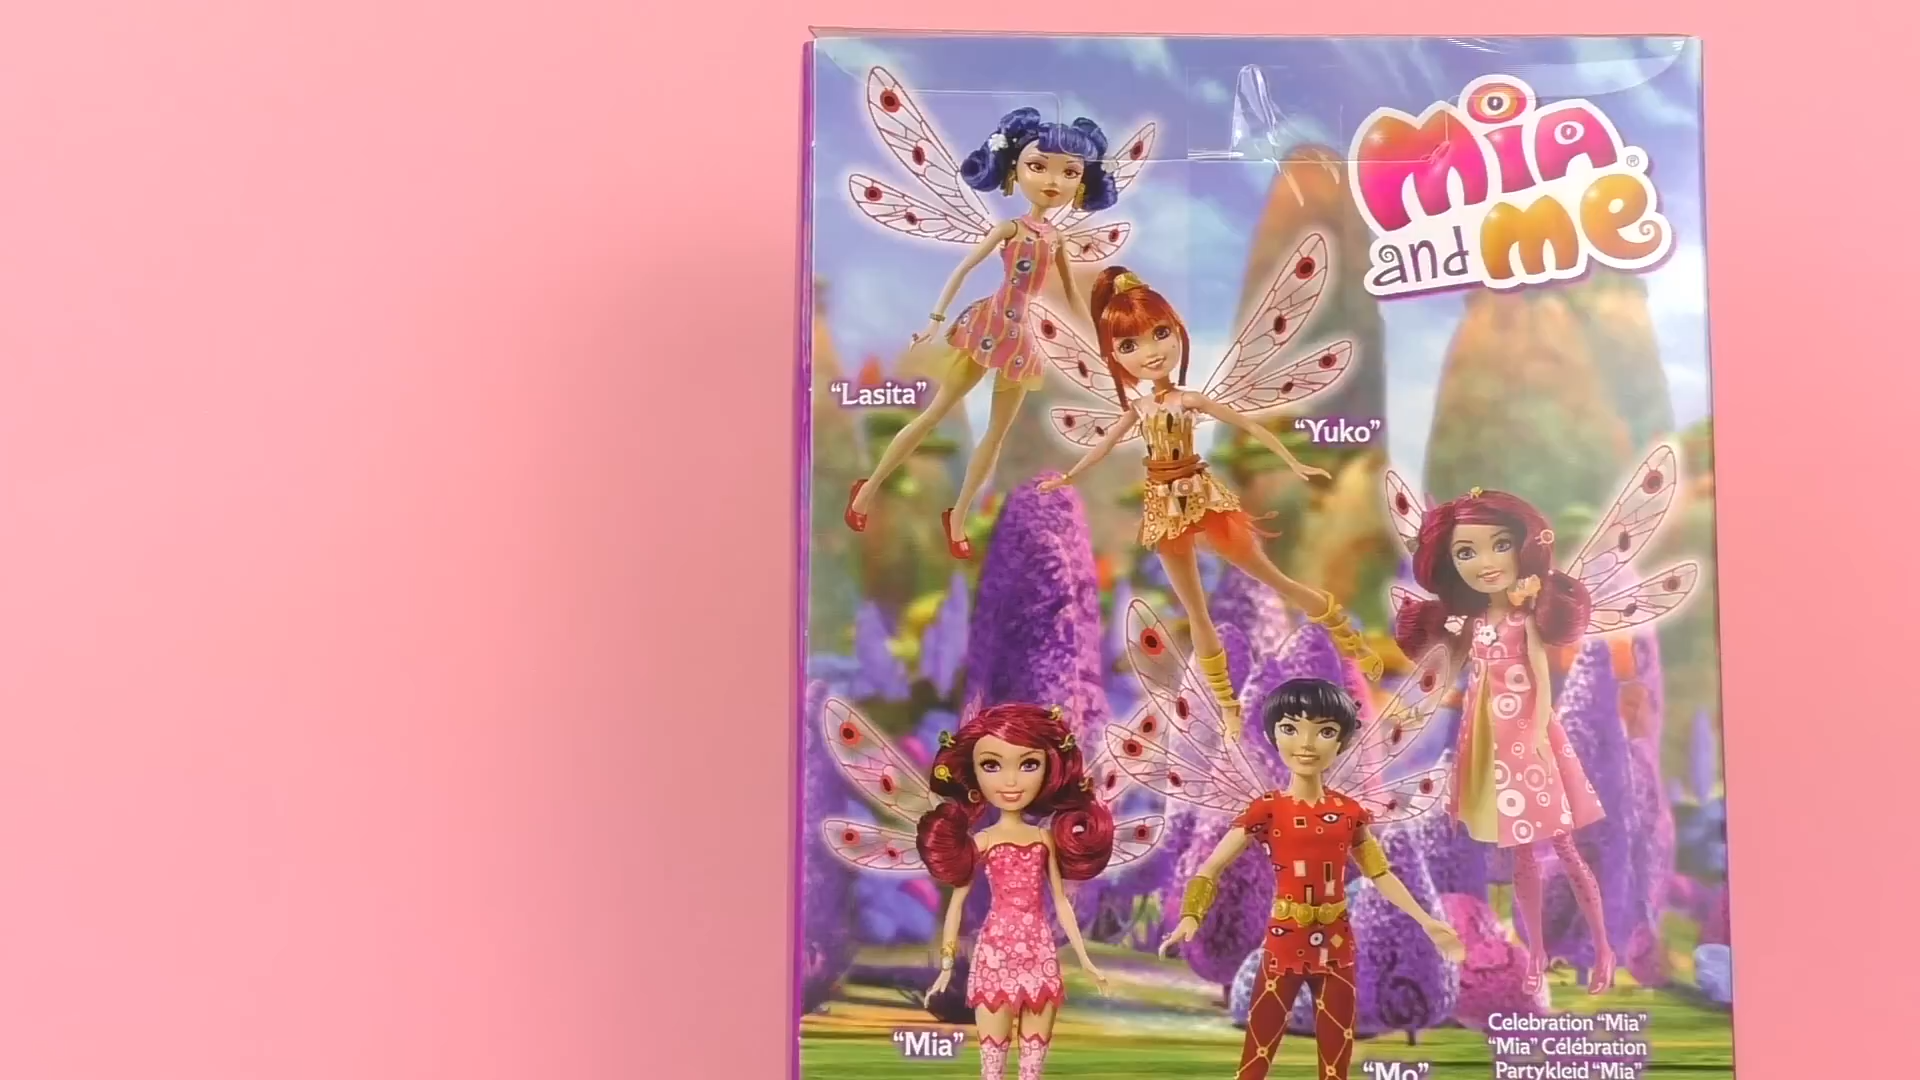 mia®
and me
“Lasita”
“Yuko”
“Mia”
“Mo”
Celebration “Mia”
“Mia” Célébration
Partykleid “Mia”